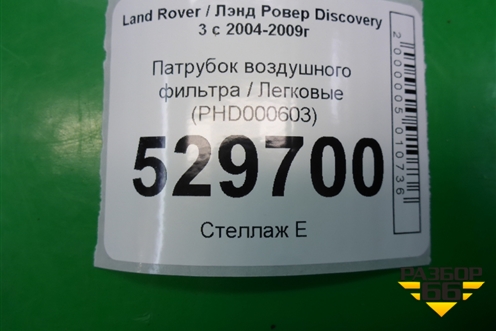 Land Rover / Лэнд Ровер Discovery
3 с 2004-2009г
Патрубок воздушного
фильтра / Легковые
(PHD000603)
529700
Стеллаж Е
2000005010736
РАЗБОР
66